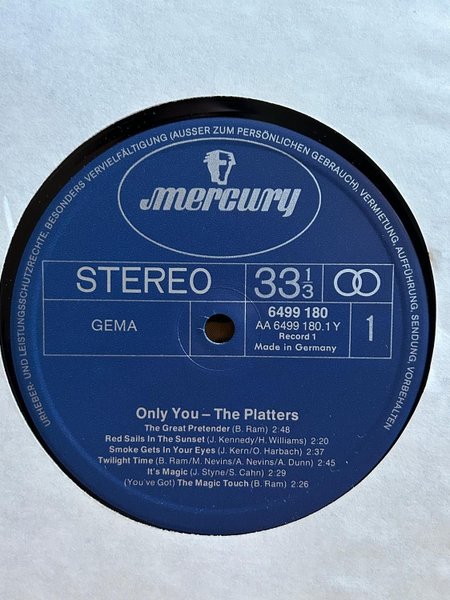 URHEBER- UND LEISTUNGSSCHUTZRECHTE, BESONDERS VERVIELFÄLTIGUNG (AUSSER ZUM PERSÖNLICHEN GEBRAUCH), VERMIETUNG, AUFFÜHRUNG, SENDUNG, VORBEHALTEN
mercury
STEREO 33 1/3
GEMA
6499 180
AA 6499 180.1 Y
Record 1
Made in Germany
1
Only You – The Platters
The Great Pretender (B. Ram) 2:48
Red Sails In The Sunset (J. Kennedy/H. Williams) 2:20
Smoke Gets In Your Eyes (J. Kern/O. Harbach) 2:37
Twilight Time (B. Ram/M. Nevins/A. Nevins/A. Dunn) 2:45
It's Magic (J. Styne/S. Cahn) 2:29
(You've Got) The Magic Touch (B. Ram) 2:26